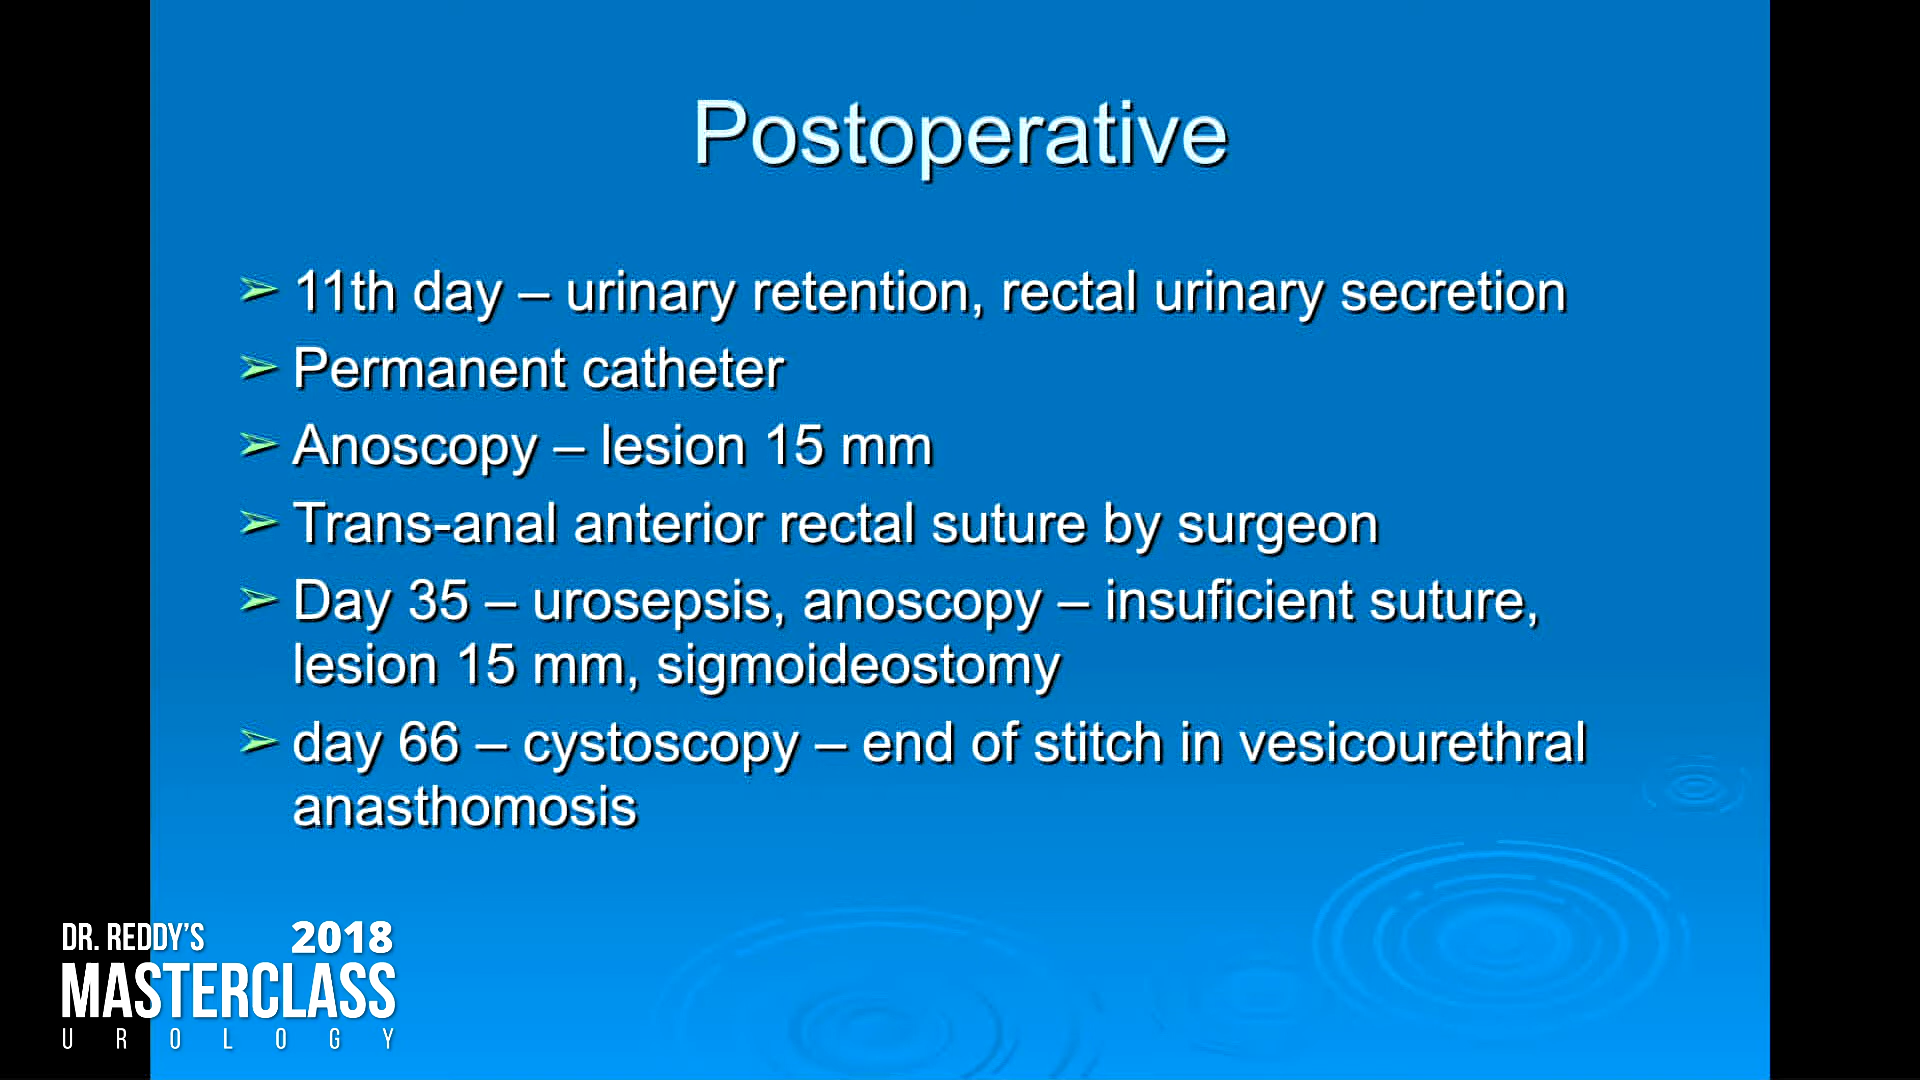 Postoperative
➢ 11th day – urinary retention, rectal urinary secretion
➢ Permanent catheter
➢ Anoscopy – lesion 15 mm
➢ Trans-anal anterior rectal suture by surgeon
➢ Day 35 – urosepsis, anoscopy – insuficient suture,
lesion 15 mm, sigmoideostomy
➢ day 66 – cystoscopy – end of stitch in vesicourethral
anasthomosis
DR. REDDY'S 2018
MASTERCLASS
UROLOGY